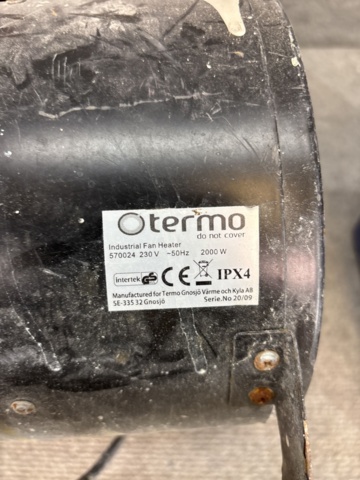 termo
do not cover
Industrial Fan Heater
570024 230 V ~50Hz 2000 W
intertek GS CE IPX4
Manufactured for Termo Gnosjö Värme och Kyla AB
SE-335 32 Gnosjö Serie.No 20/09